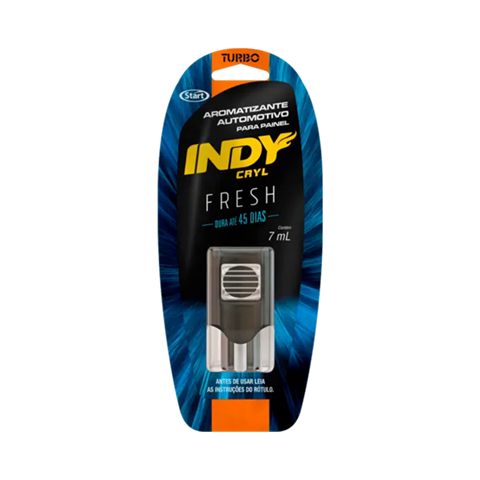 TURBO
Start
AROMATIZANTE
AUTOMOTIVO
PARA PAINEL
INDY
CRYL
FRESH
DURA ATÉ 45 DIAS
Contém
7 mL
ANTES DE USAR LEIA
AS INSTRUÇÕES DO RÓTULO.